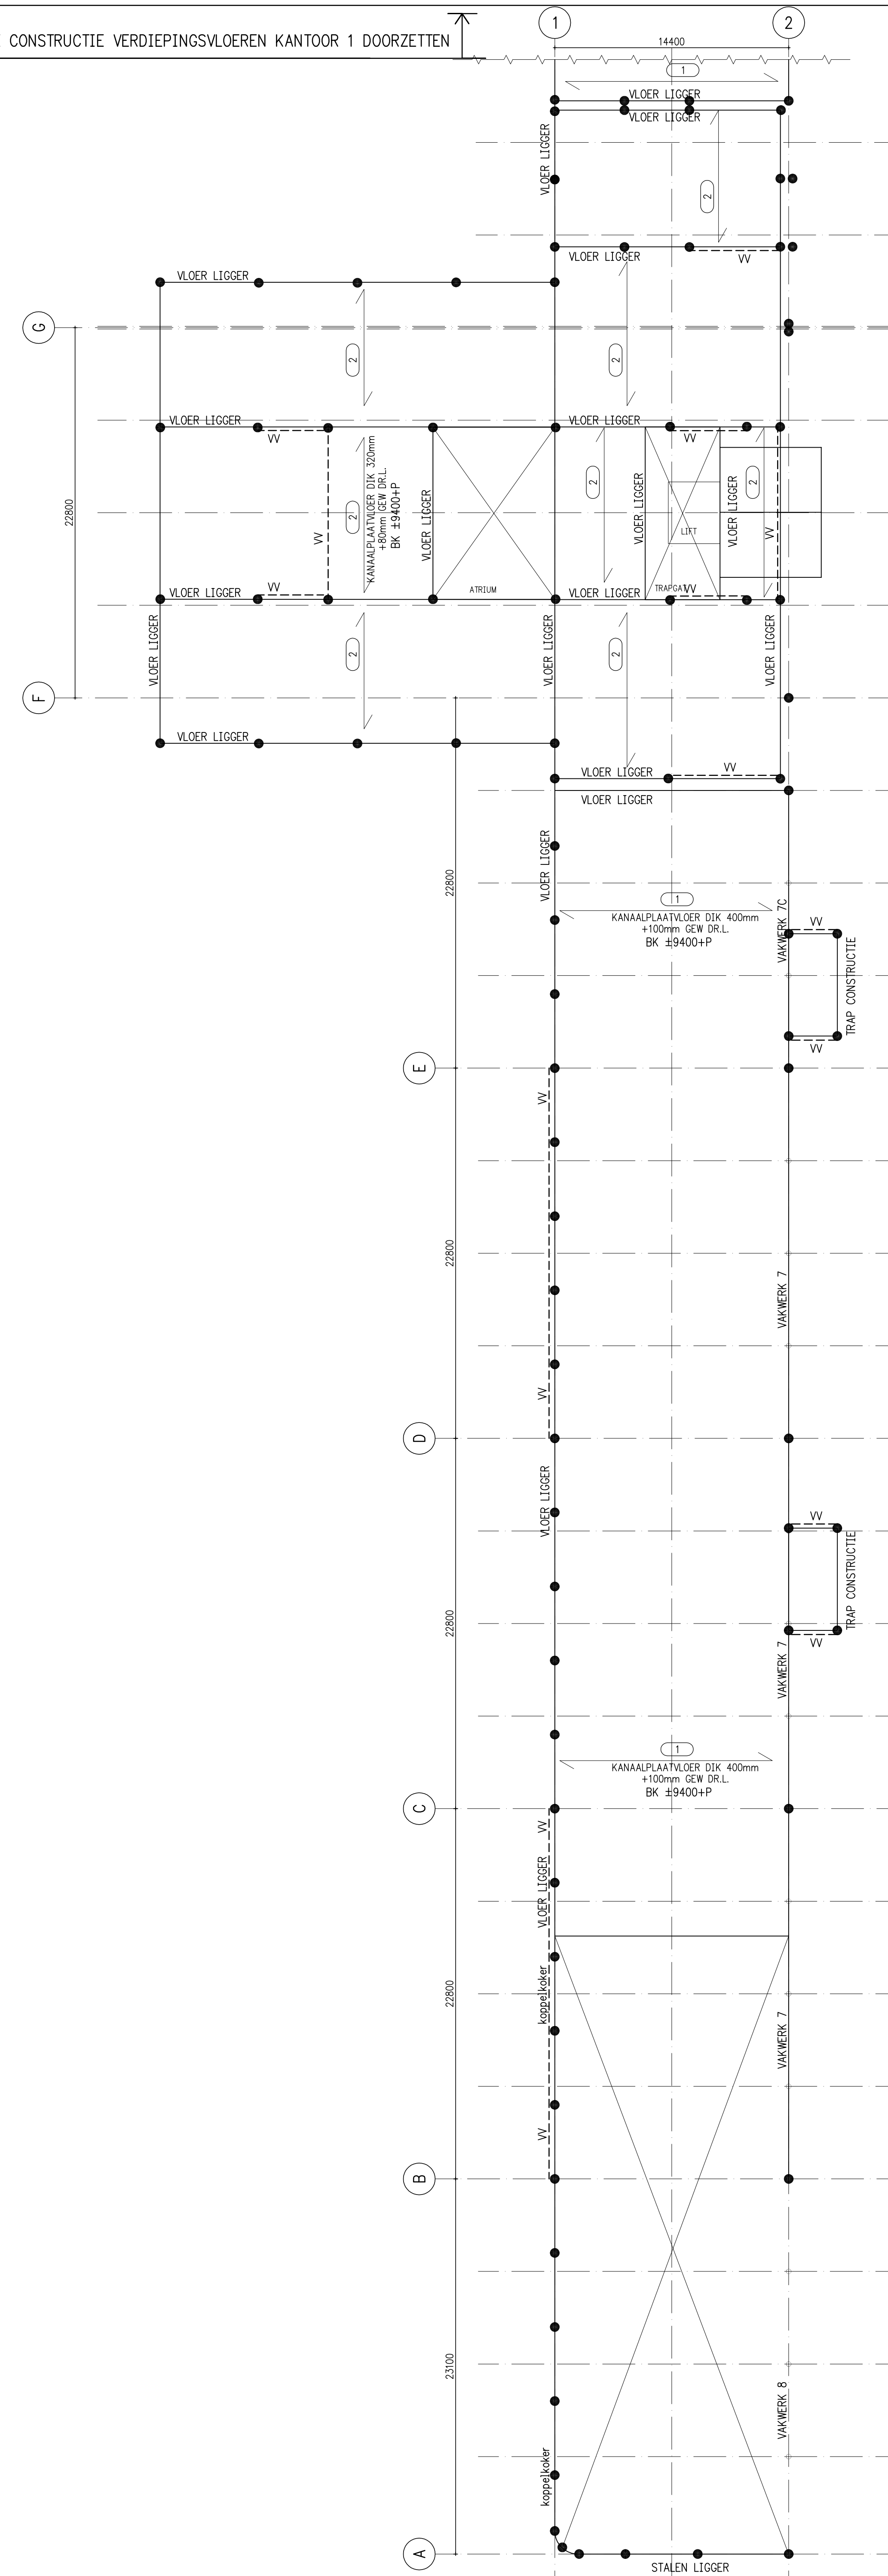 CONSTRUCTIE VERDIEPINGSVLOEREN KANTOOR 1 DOORZETTEN
1
2
14400
1
VLOER LIGGER
VLOER LIGGER
VLOER LIGGER
2
VLOER LIGGER
VV
VLOER LIGGER
G
2
2
VLOER LIGGER
VV
VLOER LIGGER
VV
22800
VV
2
KANAALPLAATVLOER DIK 320mm
+80mm GEW DR.L.
BK ±9400+P
VLOER LIGGER
2
VLOER LIGGER
LIFT
VLOER LIGGER
2
VV
VV
ATRIUM
TRAPGAT
VV
VLOER LIGGER
VLOER LIGGER
VLOER LIGGER
VLOER LIGGER
VLOER LIGGER
2
2
F
VLOER LIGGER
VLOER LIGGER
VV
VLOER LIGGER
22800
VLOER LIGGER
1
KANAALPLAATVLOER DIK 400mm
+100mm GEW DR.L.
BK ±9400+P
VAKWERK 7C
VV
TRAP CONSTRUCTIE
VV
E
VV
22800
VAKWERK 7
VV
D
VLOER LIGGER
VV
TRAP CONSTRUCTIE
VV
22800
VAKWERK 7
1
KANAALPLAATVLOER DIK 400mm
+100mm GEW DR.L.
BK ±9400+P
C
VV
VLOER LIGGER
22800
koppelkoker
VAKWERK 7
VV
B
23100
VAKWERK 8
koppelkoker
A
STALEN LIGGER